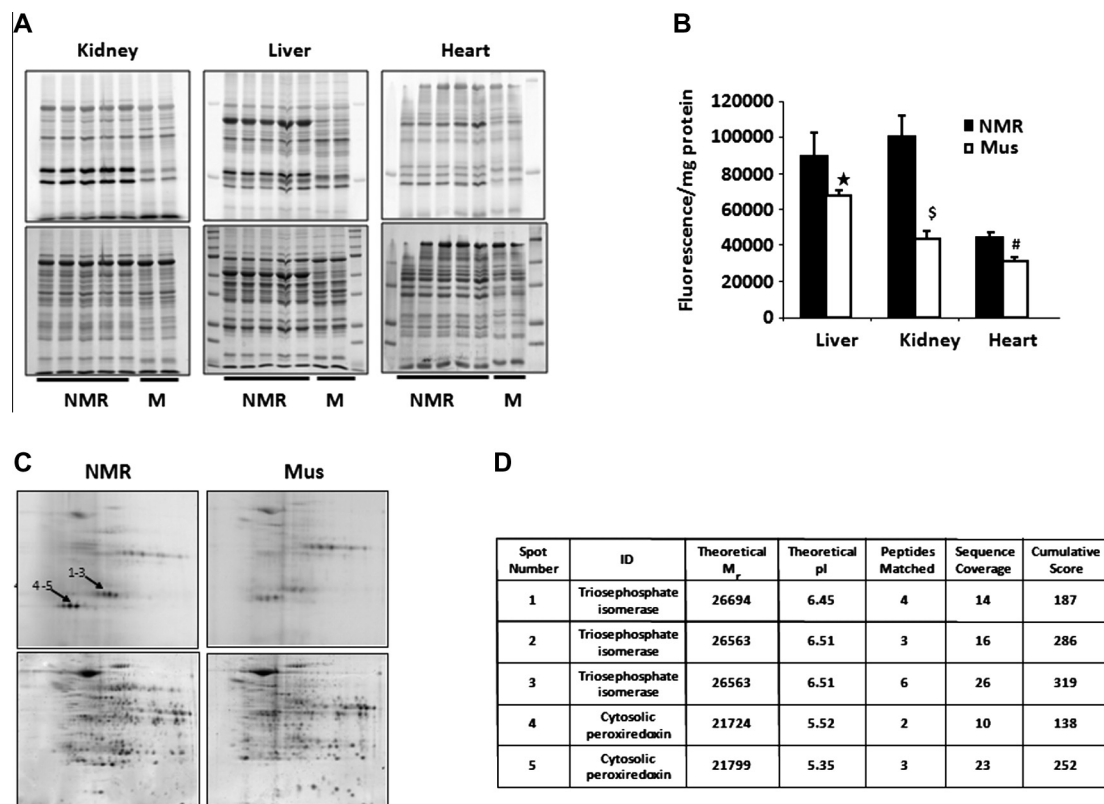 A
Kidney
Liver
Heart
NMR
M
NMR
M
NMR
M
B
Fluorescence/mg protein
120000
100000
80000
60000
40000
20000
0
NMR
Mus
★
$
#
Liver
Kidney
Heart
C
NMR
Mus
1-3
4-5
D
Spot Number ID Theoretical Mr Theoretical pI Peptides Matched Sequence Coverage Cumulative Score
1 Triosephosphate isomerase 26694 6.45 4 14 187
2 Triosephosphate isomerase 26563 6.51 3 16 286
3 Triosephosphate isomerase 26563 6.51 6 26 319
4 Cytosolic peroxiredoxin 21724 5.52 2 10 138
5 Cytosolic peroxiredoxin 21799 5.35 3 23 252